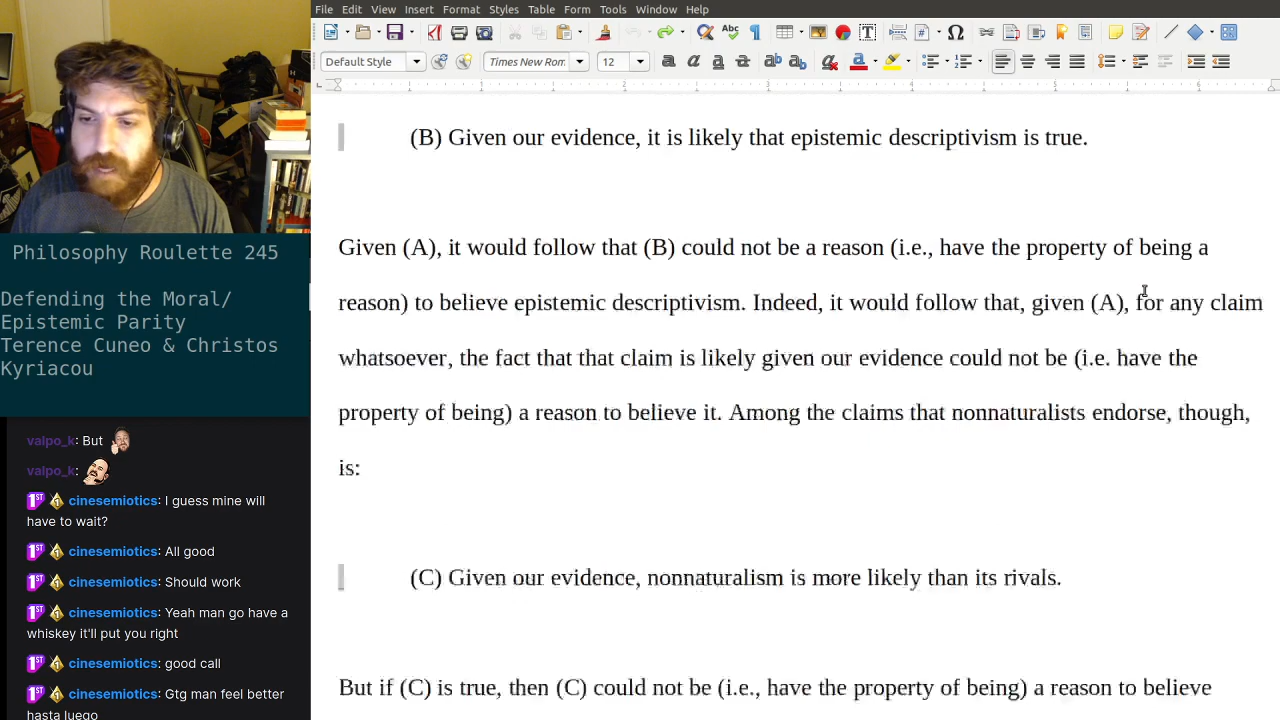 File Edit View Insert Format Styles Table Form Tools Window Help
Default Style Times New Rom 12
(B) Given our evidence, it is likely that epistemic descriptivism is true.
Given (A), it would follow that (B) could not be a reason (i.e., have the property of being a
reason) to believe epistemic descriptivism. Indeed, it would follow that, given (A), for any claim
whatsoever, the fact that that claim is likely given our evidence could not be (i.e. have the
property of being) a reason to believe it. Among the claims that nonnaturalists endorse, though,
is:
(C) Given our evidence, nonnaturalism is more likely than its rivals.
But if (C) is true, then (C) could not be (i.e., have the property of being) a reason to believe
Philosophy Roulette 245
Defending the Moral/
Epistemic Parity
Terence Cuneo & Christos
Kyriacou
valpo_k: But
valpo_k:
cinesemiotics: I guess mine will
have to wait?
cinesemiotics: All good
cinesemiotics: Should work
cinesemiotics: Yeah man go have a
whiskey it'll put you right
cinesemiotics: good call
cinesemiotics: Gtg man feel better
hasta luego